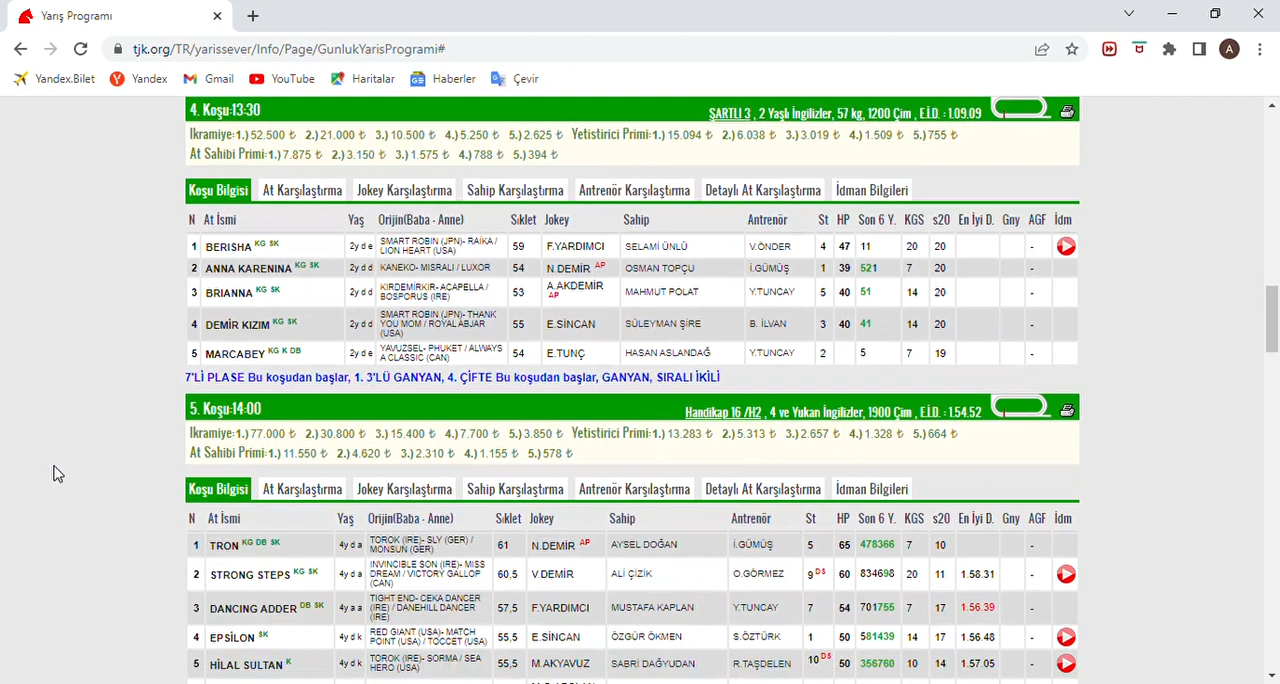 Yarış Programı
tjk.org/TR/yarissever/Info/Page/GunlukYarisProgrami#
A
Yandex.Bilet Yandex Gmail YouTube Haritalar Haberler Çevir
4. Koşu:13:30 ŞARTLI 3 , 2 Yaşlı İngilizler, 57 kg, 1200 Çim , E.İ.D. : 1.09.09
İkramiye:1.) 52.500 ₺ 2.) 21.000 ₺ 3.) 10.500 ₺ 4.) 5.250 ₺ 5.) 2.625 ₺ Yetistirici Primi:1.) 15.094 ₺ 2.) 6.038 ₺ 3.) 3.019 ₺ 4.) 1.509 ₺ 5.) 755 ₺
At Sahibi Primi:1.) 7.875 ₺ 2.) 3.150 ₺ 3.) 1.575 ₺ 4.) 788 ₺ 5.) 394 ₺
Koşu Bilgisi At Karşılaştırma Jokey Karşılaştırma Sahip Karşılaştırma Antrenör Karşılaştırma Detaylı At Karşılaştırma İdman Bilgileri
N At İsmi Yaş Orijin(Baba - Anne) Sıklet Jokey Sahip Antrenör St HP Son 6 Y. KGS s20 En İyi D. Gny AGF İdm
1 BERISHA KG SK 2y d e SMART ROBIN (JPN)- RAİKA / LION HEART (USA) 59 F.YARDIMCI SELAMİ ÜNLÜ V.ÖNDER 4 47 11 20 20 -
2 ANNA KARENINA KG SK 2y d d KANEKO- MISRALI / LUXOR 54 N.DEMİR AP OSMAN TOPÇU İ.GÜMÜŞ 1 39 521 7 20 -
3 BRIANNA KG SK 2y d d KIRDEMİRKIR- ACAPELLA / BOSPORUS (IRE) 53 A.AKDEMİR AP MAHMUT POLAT Y.TUNCAY 5 40 51 14 20 -
4 DEMİR KIZIM KG SK 2y d d SMART ROBIN (JPN)- THANK YOU MOM / ROYAL ABJAR (USA) 55 E.SİNCAN SÜLEYMAN ŞİRE B. İLVAN 3 40 41 14 20 -
5 MARCABEY KG K DB 2y d e YAVUZSEL- PHUKET / ALWAYS A CLASSIC (CAN) 54 E.TUNÇ HASAN ASLANDAĞ Y.TUNCAY 2 5 7 19 -
7'Lİ PLASE Bu koşudan başlar, 1. 3'LÜ GANYAN, 4. ÇİFTE Bu koşudan başlar, GANYAN, SIRALI İKİLİ
5. Koşu:14:00 Handikap 16 /H2 , 4 ve Yukarı İngilizler, 1900 Çim , E.İ.D. : 1.54.52
İkramiye:1.) 77.000 ₺ 2.) 30.800 ₺ 3.) 15.400 ₺ 4.) 7.700 ₺ 5.) 3.850 ₺ Yetistirici Primi:1.) 13.283 ₺ 2.) 5.313 ₺ 3.) 2.657 ₺ 4.) 1.328 ₺ 5.) 664 ₺
At Sahibi Primi:1.) 11.550 ₺ 2.) 4.620 ₺ 3.) 2.310 ₺ 4.) 1.155 ₺ 5.) 578 ₺
Koşu Bilgisi At Karşılaştırma Jokey Karşılaştırma Sahip Karşılaştırma Antrenör Karşılaştırma Detaylı At Karşılaştırma İdman Bilgileri
N At İsmi Yaş Orijin(Baba - Anne) Sıklet Jokey Sahip Antrenör St HP Son 6 Y. KGS s20 En İyi D. Gny AGF İdm
1 TRON KG DB SK 4y d a TOROK (IRE)- SLY (GER) / MONSUN (GER) 61 N.DEMİR AP AYSEL DOĞAN İ.GÜMÜŞ 5 65 478366 7 10 -
2 STRONG STEPS KG SK 4y d a INVINCIBLE SON (IRE)- MISS DREAM / VICTORY GALLOP (CAN) 60,5 V.DEMİR ALİ ÇİZİK O.GÖRMEZ 9 DS 60 834698 20 11 1.58.31 -
3 DANCING ADDER DB SK 4y a a TIGHT END- CEKA DANCER (IRE) / DANEHILL DANCER (IRE) 57,5 F.YARDIMCI MUSTAFA KAPLAN Y.TUNCAY 7 54 701755 7 17 1.56.39 -
4 EPSİLON SK 4y d k RED GIANT (USA)- MATCH POINT (USA) / TOCCET (USA) 55,5 E.SİNCAN ÖZGÜR ÖKMEN S.ÖZTÜRK 1 50 581439 14 17 1.56.48 -
5 HİLAL SULTAN K 4y d k TOROK (IRE)- SORMA / SEA HERO (USA) 55,5 M.AKYAVUZ SABRİ DAĞYUDAN R.TAŞDELEN 10 DS 50 356760 10 14 1.57.05 -